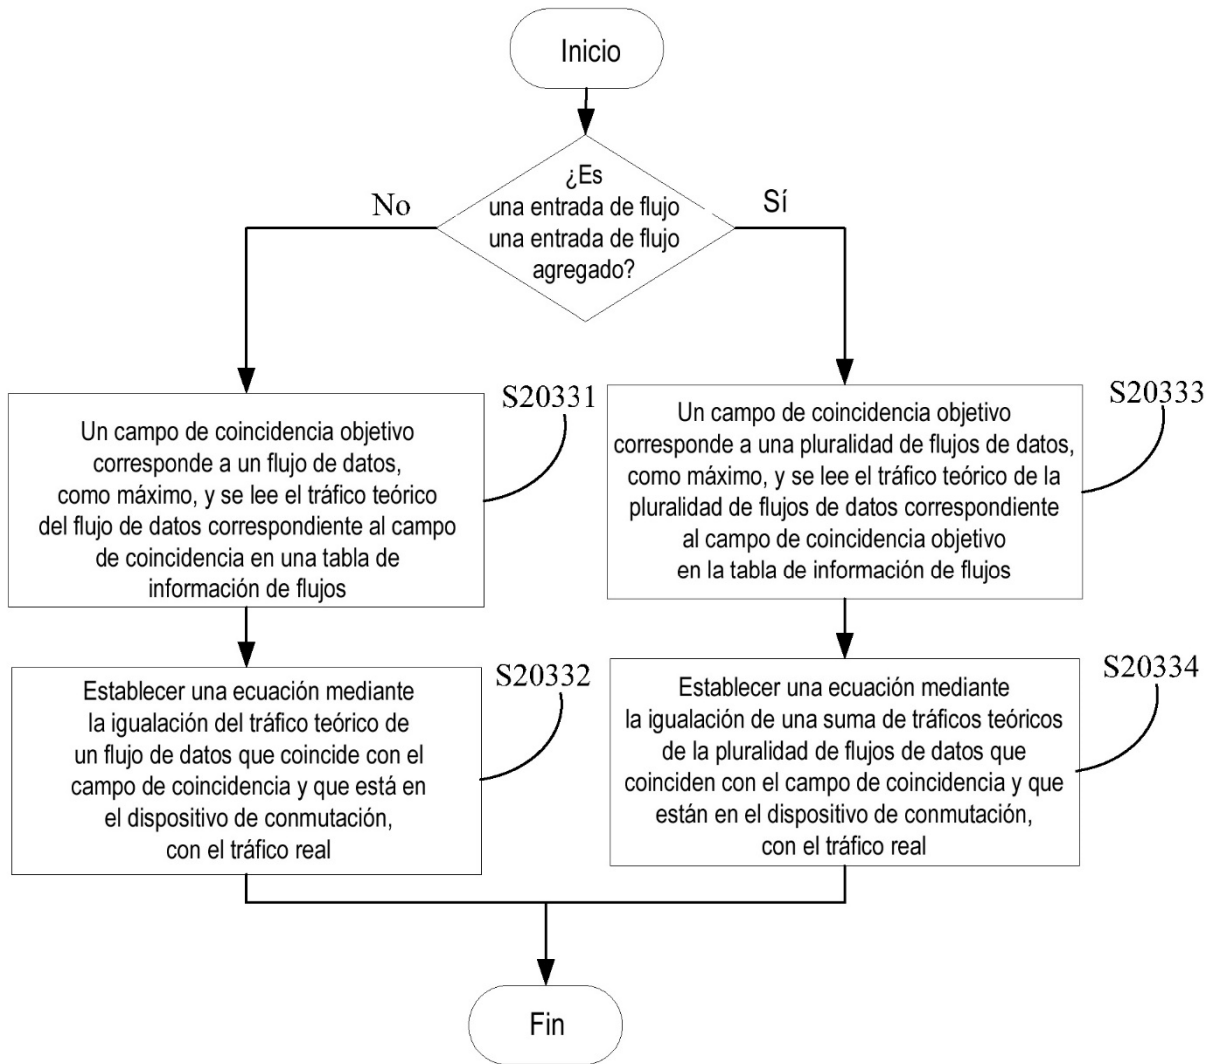 Inicio
¿Es
una entrada de flujo
una entrada de flujo
agregado?
No
Sí
S20331
Un campo de coincidencia objetivo
corresponde a un flujo de datos,
como máximo, y se lee el tráfico teórico
del flujo de datos correspondiente al campo
de coincidencia en una tabla de
información de flujos
S20333
Un campo de coincidencia objetivo
corresponde a una pluralidad de flujos de datos,
como máximo, y se lee el tráfico teórico de la
pluralidad de flujos de datos correspondiente
al campo de coincidencia objetivo
en la tabla de información de flujos
S20332
Establecer una ecuación mediante
la igualación del tráfico teórico de
un flujo de datos que coincide con el
campo de coincidencia y que está en
el dispositivo de conmutación,
con el tráfico real
S20334
Establecer una ecuación mediante
la igualación de una suma de tráficos teóricos
de la pluralidad de flujos de datos que
coinciden con el campo de coincidencia y que
están en el dispositivo de conmutación,
con el tráfico real
Fin